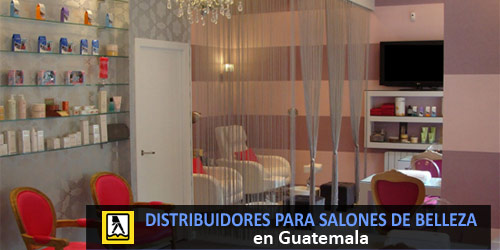 DISTRIBUIDORES PARA SALONES DE BELLEZA
en Guatemala